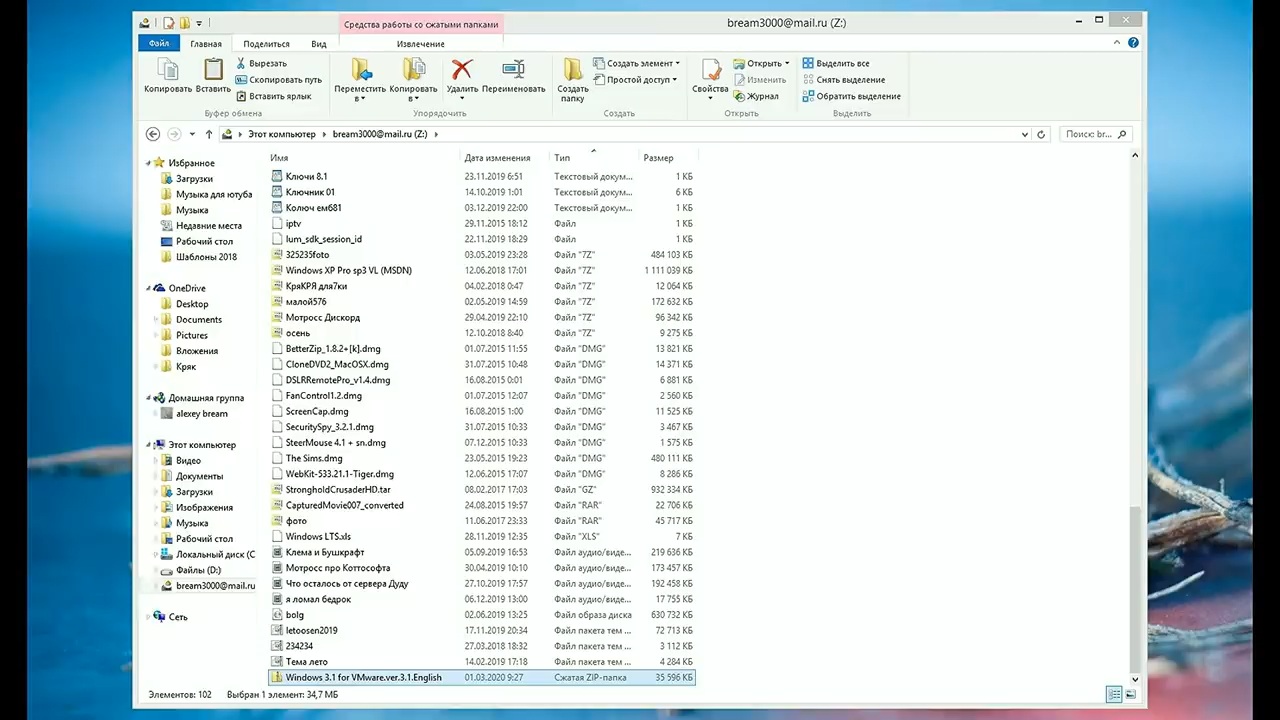 Средства работы со сжатыми папками
bream3000@mail.ru (Z:)
Файл Главная Поделиться Вид Извлечение
Копировать
Вставить
Вырезать
Скопировать путь
Вставить ярлык
Буфер обмена
Переместить в
Копировать в
Удалить
Переименовать
Упорядочить
Создать папку
Создать элемент
Простой доступ
Создать
Свойства
Открыть
Изменить
Журнал
Открыть
Выделить все
Снять выделение
Обратить выделение
Выделить
Этот компьютер bream3000@mail.ru (Z:)
Поиск: br...
Избранное
Загрузки
Музыка для ютуба
Музыка
Недавние места
Рабочий стол
Шаблоны 2018
OneDrive
Desktop
Documents
Pictures
Вложения
Кряк
Домашняя группа
alexey bream
Этот компьютер
Видео
Документы
Загрузки
Изображения
Музыка
Рабочий стол
Локальный диск (C
Файлы (D:)
bream3000@mail.ru
Сеть
Имя Дата изменения Тип Размер
Ключи 8.1 23.11.2019 6:51 Текстовый докум... 1 КБ
Ключник 01 14.10.2019 1:01 Текстовый докум... 6 КБ
Колюч ем681 03.12.2019 22:00 Текстовый докум... 1 КБ
iptv 29.11.2015 18:12 Файл 1 КБ
lum_sdk_session_id 22.11.2019 18:29 Файл 1 КБ
325235foto 03.05.2019 23:28 Файл "7Z" 484 103 КБ
Windows XP Pro sp3 VL (MSDN) 12.06.2018 17:01 Файл "7Z" 1 111 039 КБ
КряКРЯ для7ки 04.02.2018 0:47 Файл "7Z" 12 064 КБ
малой576 02.05.2019 14:59 Файл "7Z" 172 632 КБ
Мотросс Дискорд 29.04.2019 22:10 Файл "7Z" 96 342 КБ
осень 12.10.2018 8:40 Файл "7Z" 9 275 КБ
BetterZip_1.8.2+[k].dmg 01.07.2015 11:55 Файл "DMG" 13 821 КБ
CloneDVD2_MacOSX.dmg 31.07.2015 10:48 Файл "DMG" 14 371 КБ
DSLRRemotePro_v1.4.dmg 16.08.2015 0:01 Файл "DMG" 6 881 КБ
FanControl1.2.dmg 01.07.2015 12:07 Файл "DMG" 2 560 КБ
ScreenCap.dmg 16.08.2015 1:00 Файл "DMG" 11 525 КБ
SecuritySpy_3.2.1.dmg 31.07.2015 10:33 Файл "DMG" 3 467 КБ
SteerMouse 4.1 + sn.dmg 07.12.2015 10:33 Файл "DMG" 1 575 КБ
The Sims.dmg 23.05.2015 19:23 Файл "DMG" 480 111 КБ
WebKit-533.21.1-Tiger.dmg 12.06.2015 17:07 Файл "DMG" 8 286 КБ
StrongholdCrusaderHD.tar 08.02.2017 17:03 Файл "GZ" 932 334 КБ
CapturedMovie007_converted 24.08.2015 19:57 Файл "RAR" 22 706 КБ
фото 11.06.2017 23:33 Файл "RAR" 45 717 КБ
Windows LTS.xls 28.11.2019 12:35 Файл "XLS" 7 КБ
Клема и Бушкрафт 05.09.2019 16:53 Файл аудио/виде... 219 636 КБ
Мотросс про Коттософта 30.04.2019 10:10 Файл аудио/виде... 173 457 КБ
Что осталось от сервера Дуду 27.10.2019 17:57 Файл аудио/виде... 192 458 КБ
я ломал бедрок 06.12.2019 13:00 Файл аудио/виде... 17 755 КБ
bolg 02.06.2019 13:25 Файл образа диска 630 732 КБ
letoosen2019 17.11.2019 20:34 Файл пакета тем ... 72 713 КБ
234234 27.03.2018 18:32 Файл пакета тем ... 3 112 КБ
Тема лето 14.02.2019 17:18 Файл пакета тем ... 4 284 КБ
Windows 3.1 for VMware.ver.3.1.English 01.03.2020 9:27 Сжатая ZIP-папка 35 596 КБ
Элементов: 102 Выбран 1 элемент: 34,7 МБ